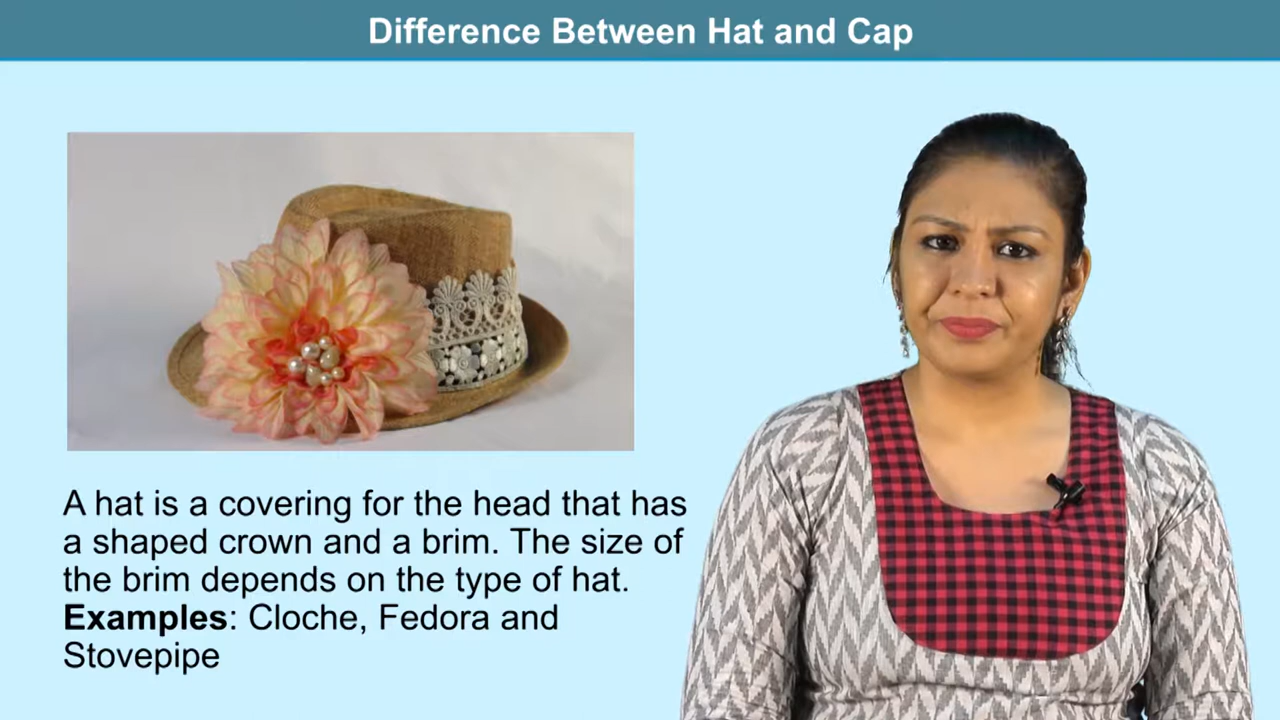 Difference Between Hat and Cap
A hat is a covering for the head that has
a shaped crown and a brim. The size of
the brim depends on the type of hat.
Examples: Cloche, Fedora and
Stovepipe